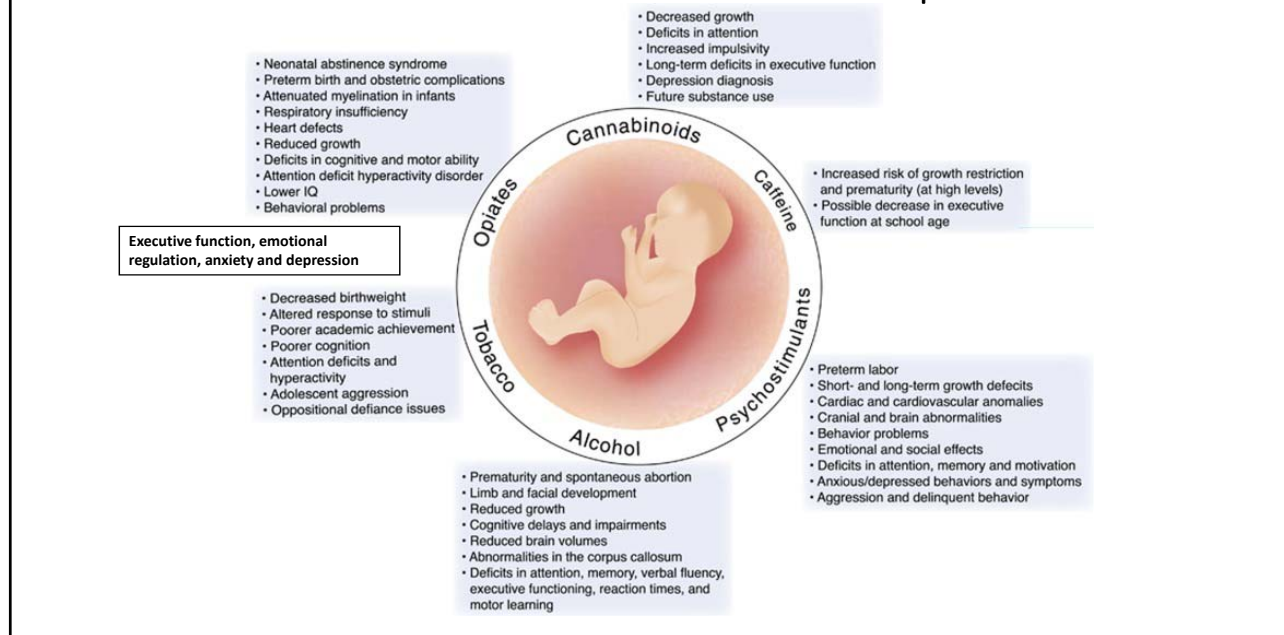 • Decreased growth
• Deficits in attention
• Increased impulsivity
• Long-term deficits in executive function
• Depression diagnosis
• Future substance use
• Neonatal abstinence syndrome
• Preterm birth and obstetric complications
• Attenuated myelination in infants
• Respiratory insufficiency
• Heart defects
• Reduced growth
• Deficits in cognitive and motor ability
• Attention deficit hyperactivity disorder
• Lower IQ
• Behavioral problems
Cannabinoids
Caffeine
Opiates
• Increased risk of growth restriction
and prematurity (at high levels)
• Possible decrease in executive
function at school age
Executive function, emotional
regulation, anxiety and depression
• Decreased birthweight
• Altered response to stimuli
• Poorer academic achievement
• Poorer cognition
• Attention deficits and
hyperactivity
• Adolescent aggression
• Oppositional defiance issues
Tobacco
Psychostimulants
Alcohol
• Preterm labor
• Short- and long-term growth defecits
• Cardiac and cardiovascular anomalies
• Cranial and brain abnormalities
• Behavior problems
• Emotional and social effects
• Deficits in attention, memory and motivation
• Anxious/depressed behaviors and symptoms
• Aggression and delinquent behavior
• Prematurity and spontaneous abortion
• Limb and facial development
• Reduced growth
• Cognitive delays and impairments
• Reduced brain volumes
• Abnormalities in the corpus callosum
• Deficits in attention, memory, verbal fluency,
executive functioning, reaction times, and
motor learning